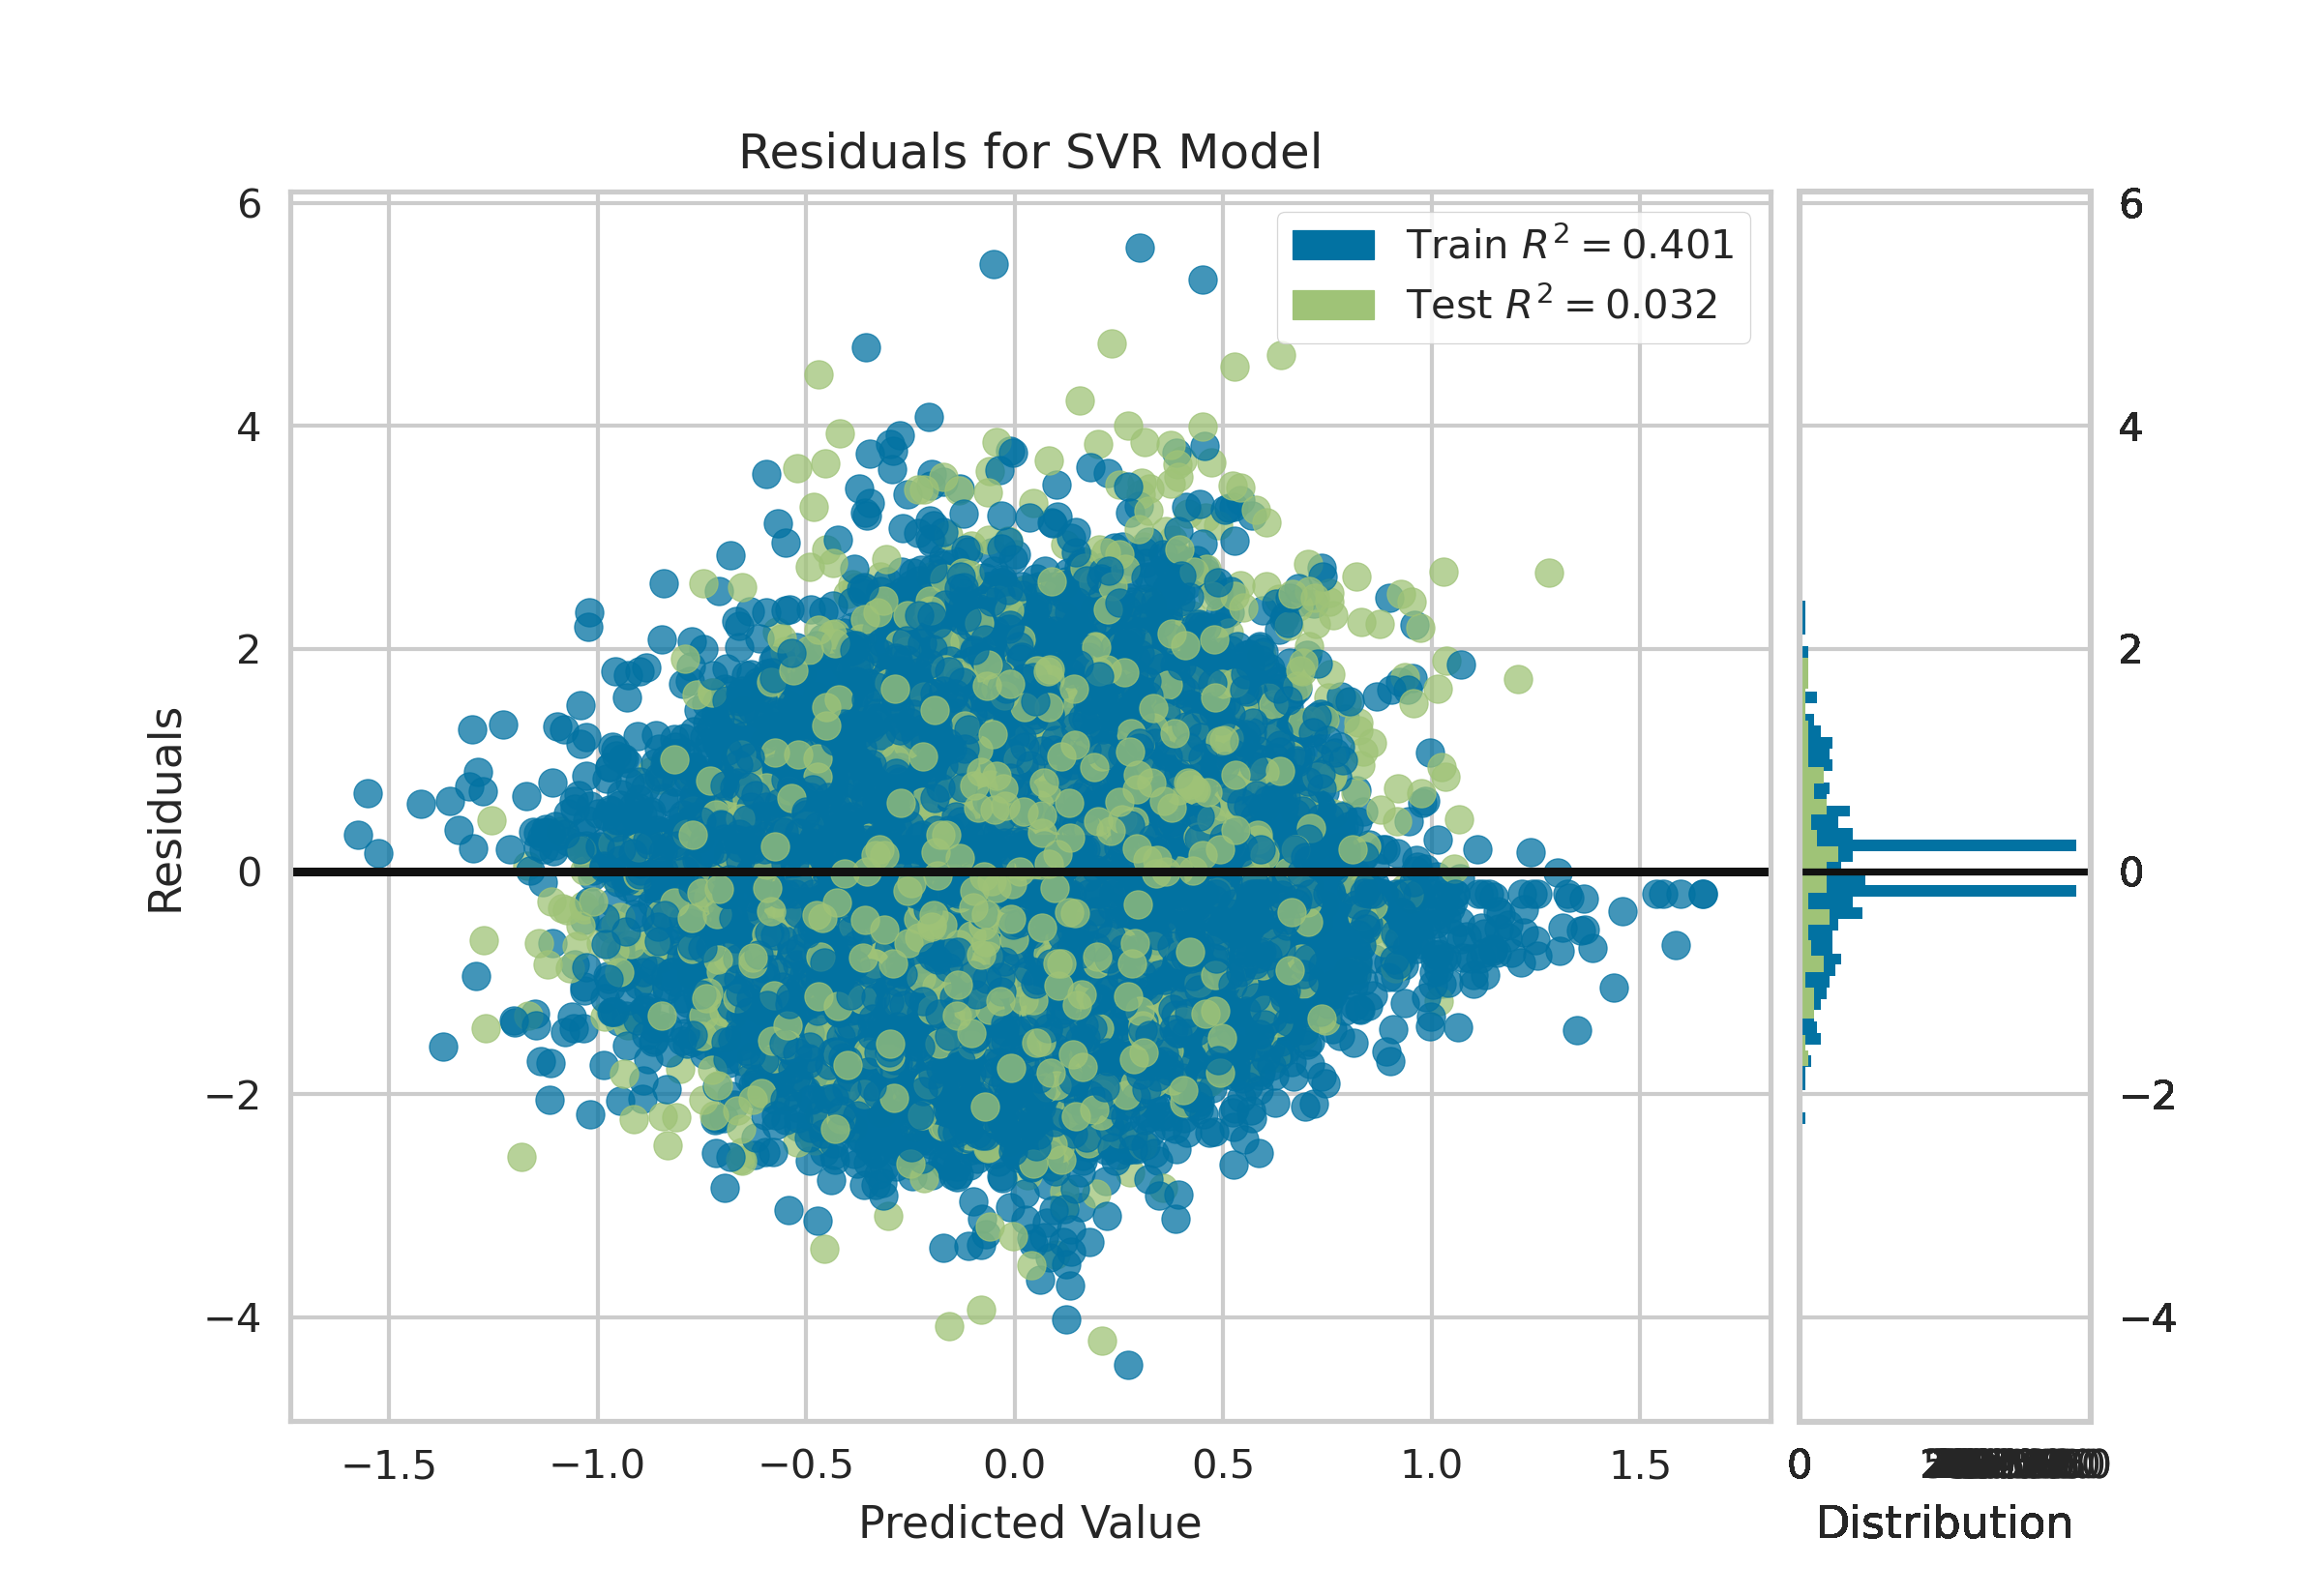 Residuals for SVR Model
Train R² = 0.401
Test R² = 0.032
Residuals
6
4
2
0
−2
−4
−1.5 −1.0 −0.5 0.0 0.5 1.0 1.5
Predicted Value
6
4
2
0
−2
−4
0
Distribution